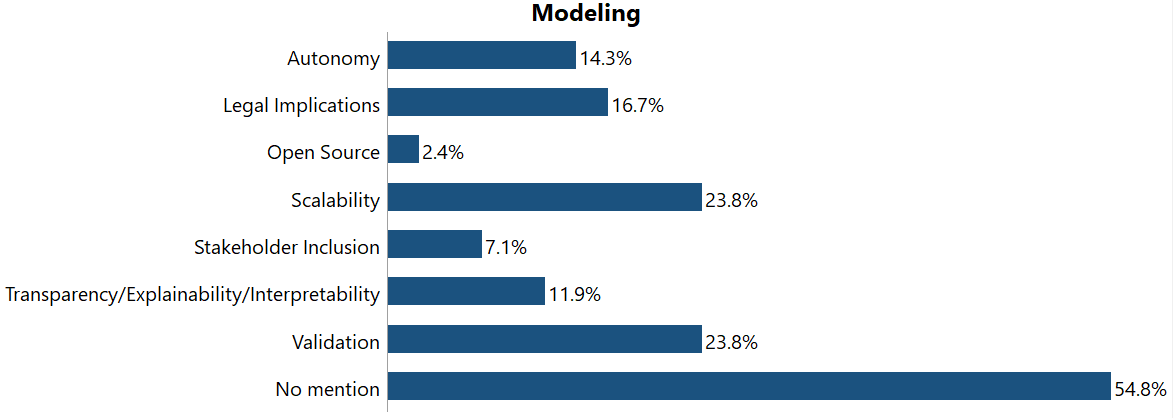 Modeling
Autonomy 14.3%
Legal Implications 16.7%
Open Source 2.4%
Scalability 23.8%
Stakeholder Inclusion 7.1%
Transparency/Explainability/Interpretability 11.9%
Validation 23.8%
No mention 54.8%